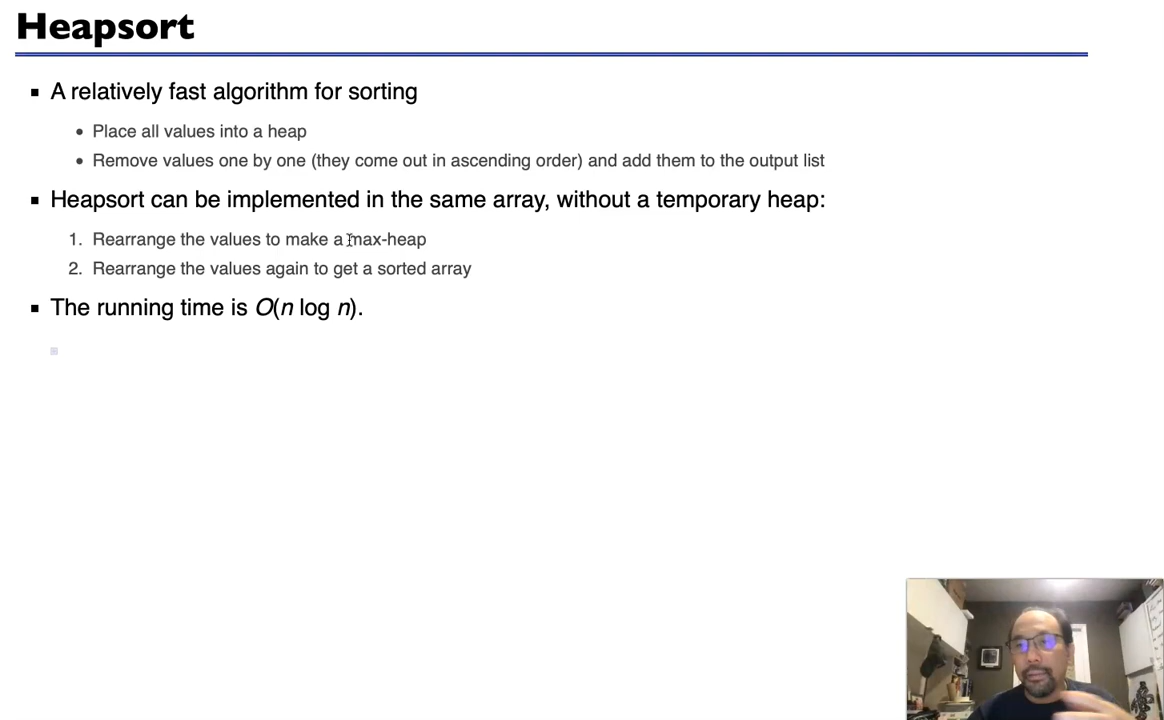 Heapsort
▪ A relatively fast algorithm for sorting
• Place all values into a heap
• Remove values one by one (they come out in ascending order) and add them to the output list
▪ Heapsort can be implemented in the same array, without a temporary heap:
1. Rearrange the values to make a max-heap
2. Rearrange the values again to get a sorted array
▪ The running time is O(n log n).